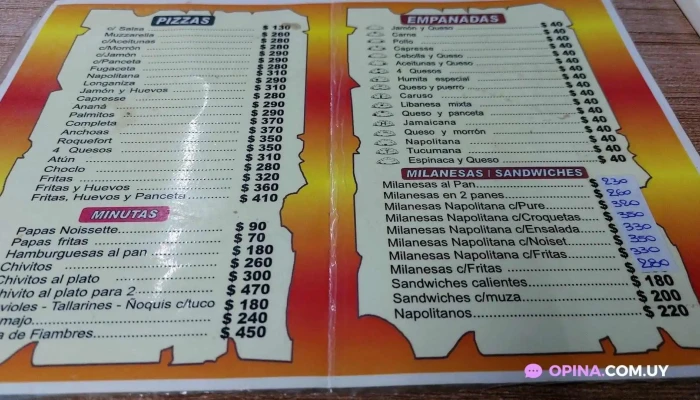 PIZZAS
c/ Salsa $ 130
Muzzarella $ 260
c/Aceitunas $ 280
c/Morrón $ 280
c/Jamón $ 280
c/Panceta $ 290
Fugaceta $ 280
Napolitana $ 310
Longaniza $ 290
Jamón y Huevos $ 310
Capresse $ 280
Ananá $ 290
Palmitos $ 290
Completa $ 370
Anchoas $ 370
Roquefort $ 350
4 Quesos $ 350
Atún $ 310
Choclo $ 280
Fritas $ 320
Fritas y Huevos $ 360
Fritas, Huevos y Panceta $ 410
MINUTAS
Papas Noissette $ 90
Papas fritas $ 70
Hamburguesas al pan $ 180
Chivitos $ 260
Chivitos al plato $ 300
hivito al plato para 2 $ 470
violes - Tallarines - Ñoquis c/tuco $ 180
majo $ 240
a de Fiambres $ 450
EMPANADAS
Jamón y Queso $ 40
Carne $ 40
Pollo $ 40
Capresse $ 40
Cebolla y Queso $ 40
Aceitunas y Queso $ 40
4 Quesos $ 40
Humita especial $ 40
Queso y puerro $ 40
Caruso $ 40
Libanesa mixta $ 40
Queso y panceta $ 40
Jamaicana $ 40
Queso y morrón $ 40
Napolitana $ 40
Tucumana $ 40
Espinaca y Queso $ 40
MILANESAS / SANDWICHES
Milanesas al Pan $ 230
Milanesas en 2 panes $ 260
Milanesas Napolitana c/Pure $ 320
Milanesas Napolitana c/Croquetas $ 350
Milanesas Napolitana c/Ensalada $ 330
Milanesas Napolitana c/Noiset $ 350
Milanesas Napolitana c/Fritas $ 330
Milanesas c/Fritas $ 280
Sandwiches calientes $ 180
Sandwiches c/muza $ 200
Napolitanos $ 220
OPINA.COM.UY